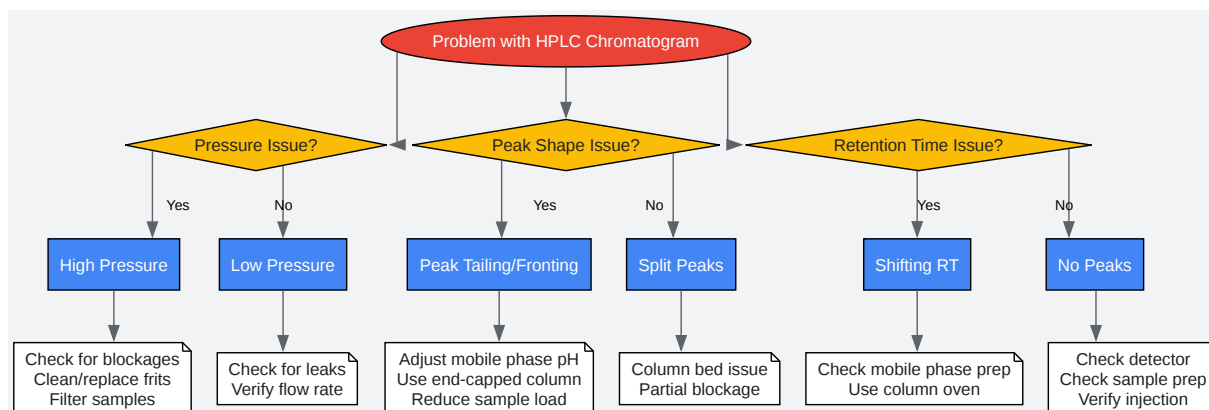 Problem with HPLC Chromatogram
Pressure Issue?
Peak Shape Issue?
Retention Time Issue?
Yes
No
Yes
No
Yes
No
High Pressure
Low Pressure
Peak Tailing/Fronting
Split Peaks
Shifting RT
No Peaks
Check for blockages
Clean/replace frits
Filter samples
Check for leaks
Verify flow rate
Adjust mobile phase pH
Use end-capped column
Reduce sample load
Column bed issue
Partial blockage
Check mobile phase prep
Use column oven
Check detector
Check sample prep
Verify injection